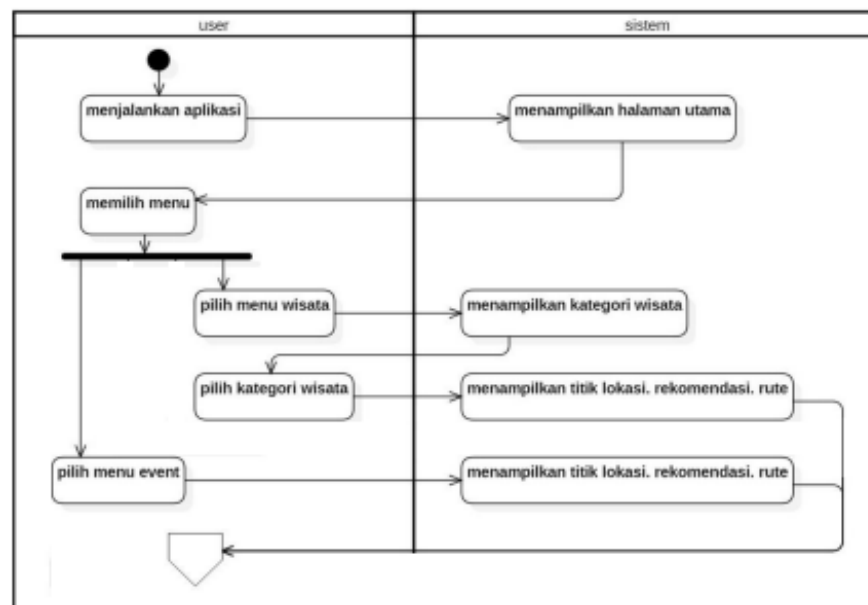 user
sistem
menjalankan aplikasi
menampilkan halaman utama
memilih menu
pilih menu wisata
menampilkan kategori wisata
pilih kategori wisata
menampilkan titik lokasi. rekomendasi. rute
pilih menu event
menampilkan titik lokasi. rekomendasi. rute